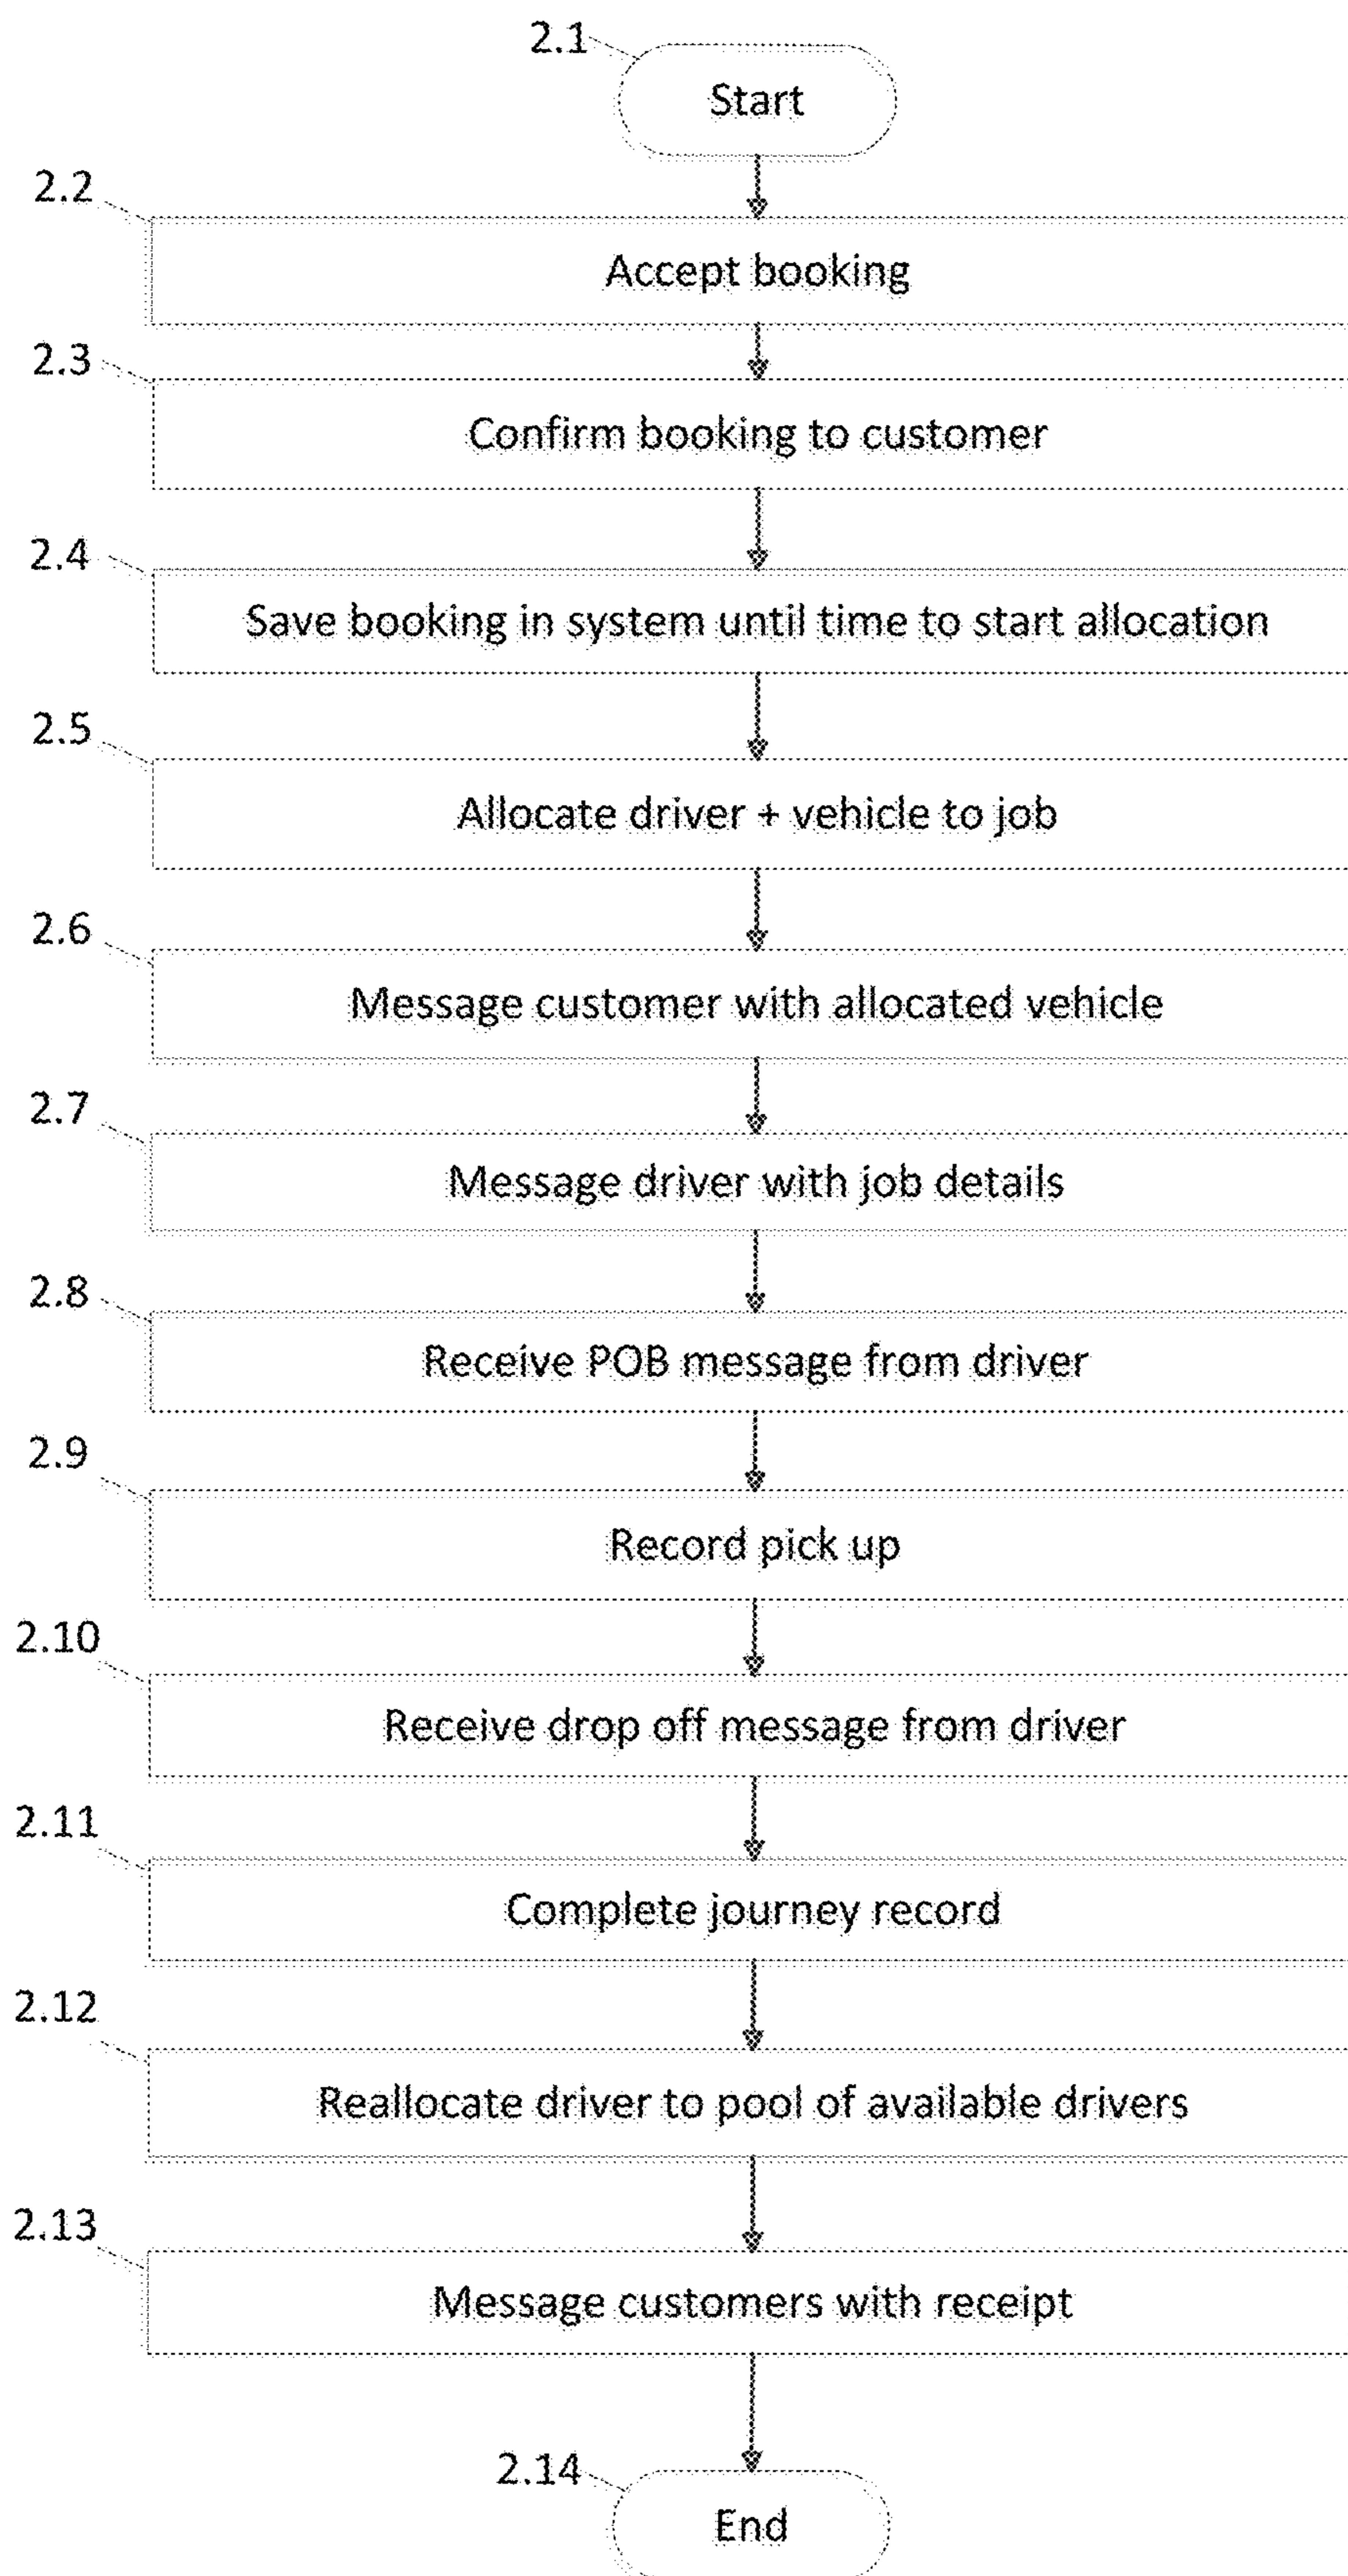 2.1
Start
2.2
Accept booking
2.3
Confirm booking to customer
2.4
Save booking in system until time to start allocation
2.5
Allocate driver + vehicle to job
2.6
Message customer with allocated vehicle
2.7
Message driver with job details
2.8
Receive POB message from driver
2.9
Record pick up
2.10
Receive drop off message from driver
2.11
Complete journey record
2.12
Reallocate driver to pool of available drivers
2.13
Message customers with receipt
2.14
End